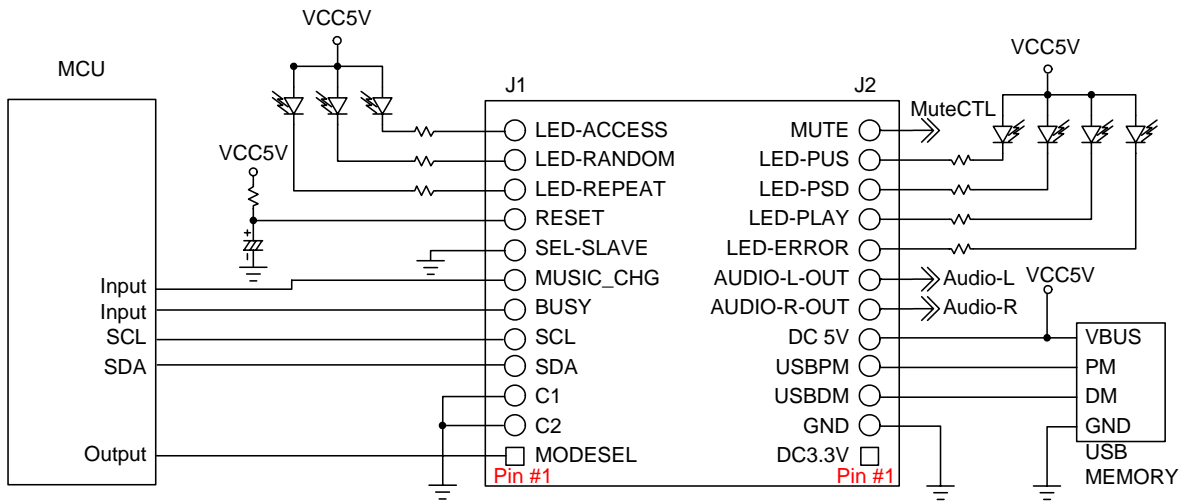 VCC5V
MCU
VCC5V
J1
J2
MuteCTL
VCC5V
LED-ACCESS
LED-RANDOM
LED-REPEAT
RESET
SEL-SLAVE
MUSIC_CHG
BUSY
SCL
SDA
C1
C2
MODESEL
Pin #1
MUTE
LED-PUS
LED-PSD
LED-PLAY
LED-ERROR
AUDIO-L-OUT
AUDIO-R-OUT
DC 5V
USBPM
USBDM
GND
DC3.3V
Pin #1
+
-
Input
Input
SCL
SDA
Output
Audio-L
Audio-R
VCC5V
VBUS
PM
DM
GND
USB
MEMORY